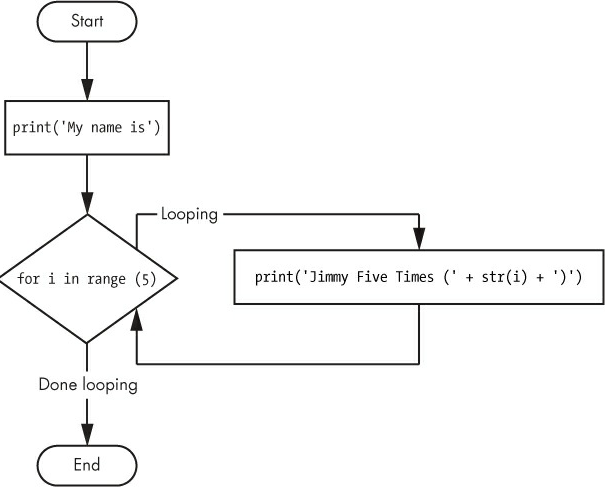 Start
print('My name is')
Looping
for i in range (5)
print('Jimmy Five Times (' + str(i) + ')')
Done looping
End